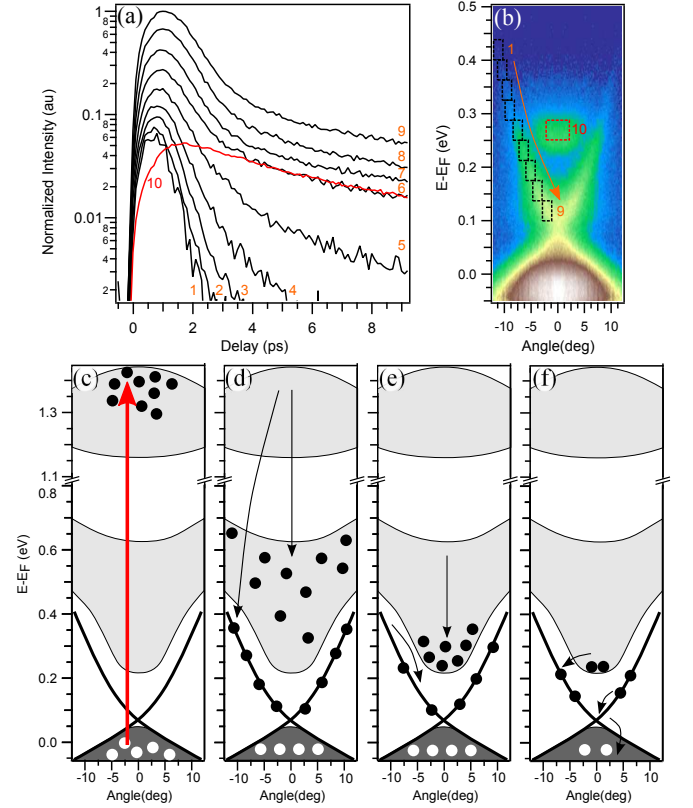 (a)
Normalized Intensity (au)
1
8
6
4
2
0.1
8
6
4
2
0.01
8
6
4
2
10
1
2
3
4
5
6
7
8
9
0
2
4
6
8
Delay (ps)
(b)
E-EF (eV)
0.5
0.4
0.3
0.2
0.1
0.0
1
10
9
-10
-5
0
5
10
Angle(deg)
(c)
(d)
(e)
(f)
E-EF (eV)
1.3
1.1
0.8
0.6
0.4
0.2
0.0
-10 -5 0 5 10
-10 -5 0 5 10
-10 -5 0 5 10
-10 -5 0 5 10
Angle(deg)
Angle(deg)
Angle(deg)
Angle(deg)